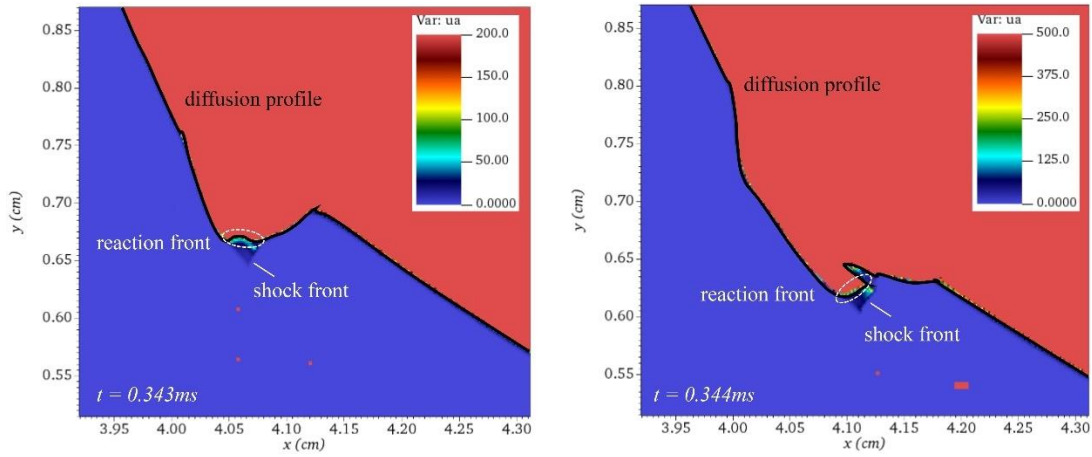 Var: ua
200.0
150.0
100.0
50.00
0.0000
diffusion profile
reaction front
shock front
t = 0.343ms
0.85
0.80
0.75
0.70
0.65
0.60
0.55
y (cm)
3.95 4.00 4.05 4.10 4.15 4.20 4.25 4.30
x (cm)
Var: ua
500.0
375.0
250.0
125.0
0.0000
diffusion profile
reaction front
shock front
t = 0.344ms
0.85
0.80
0.75
0.70
0.65
0.60
0.55
y (cm)
3.95 4.00 4.05 4.10 4.15 4.20 4.25 4.30
x (cm)